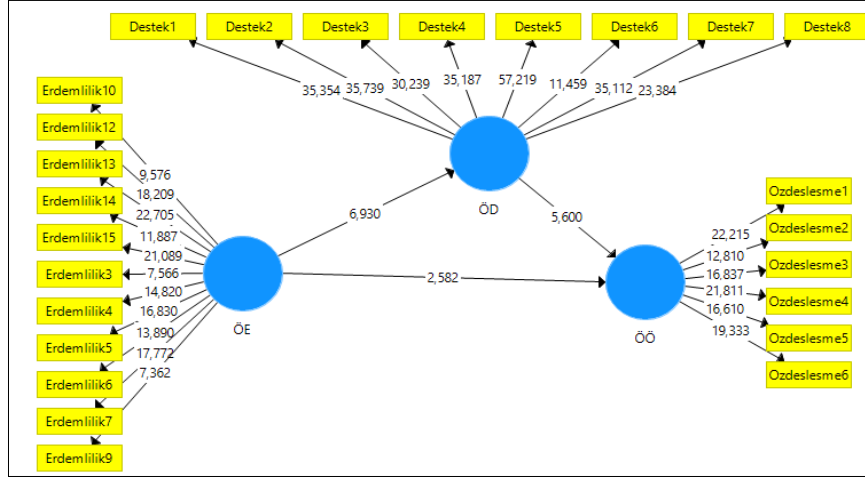 Destek1 Destek2 Destek3 Destek4 Destek5 Destek6 Destek7 Destek8
35,354 35,739 30,239 35,187 57,219 11,459 35,112 23,384
Erdemlilik10
Erdemlilik12
Erdemlilik13
Erdemlilik14
Erdemlilik15
Erdemlilik3
Erdemlilik4
Erdemlilik5
Erdemlilik6
Erdemlilik7
Erdemlilik9
9,576
18,209
22,705
11,887
21,089
7,566
14,820
16,830
13,890
17,772
7,362
ÖE
6,930
ÖD
5,600
2,582
ÖÖ
22,215
12,810
16,837
21,811
16,610
19,333
Ozdeslesme1
Ozdeslesme2
Ozdeslesme3
Ozdeslesme4
Ozdeslesme5
Ozdeslesme6